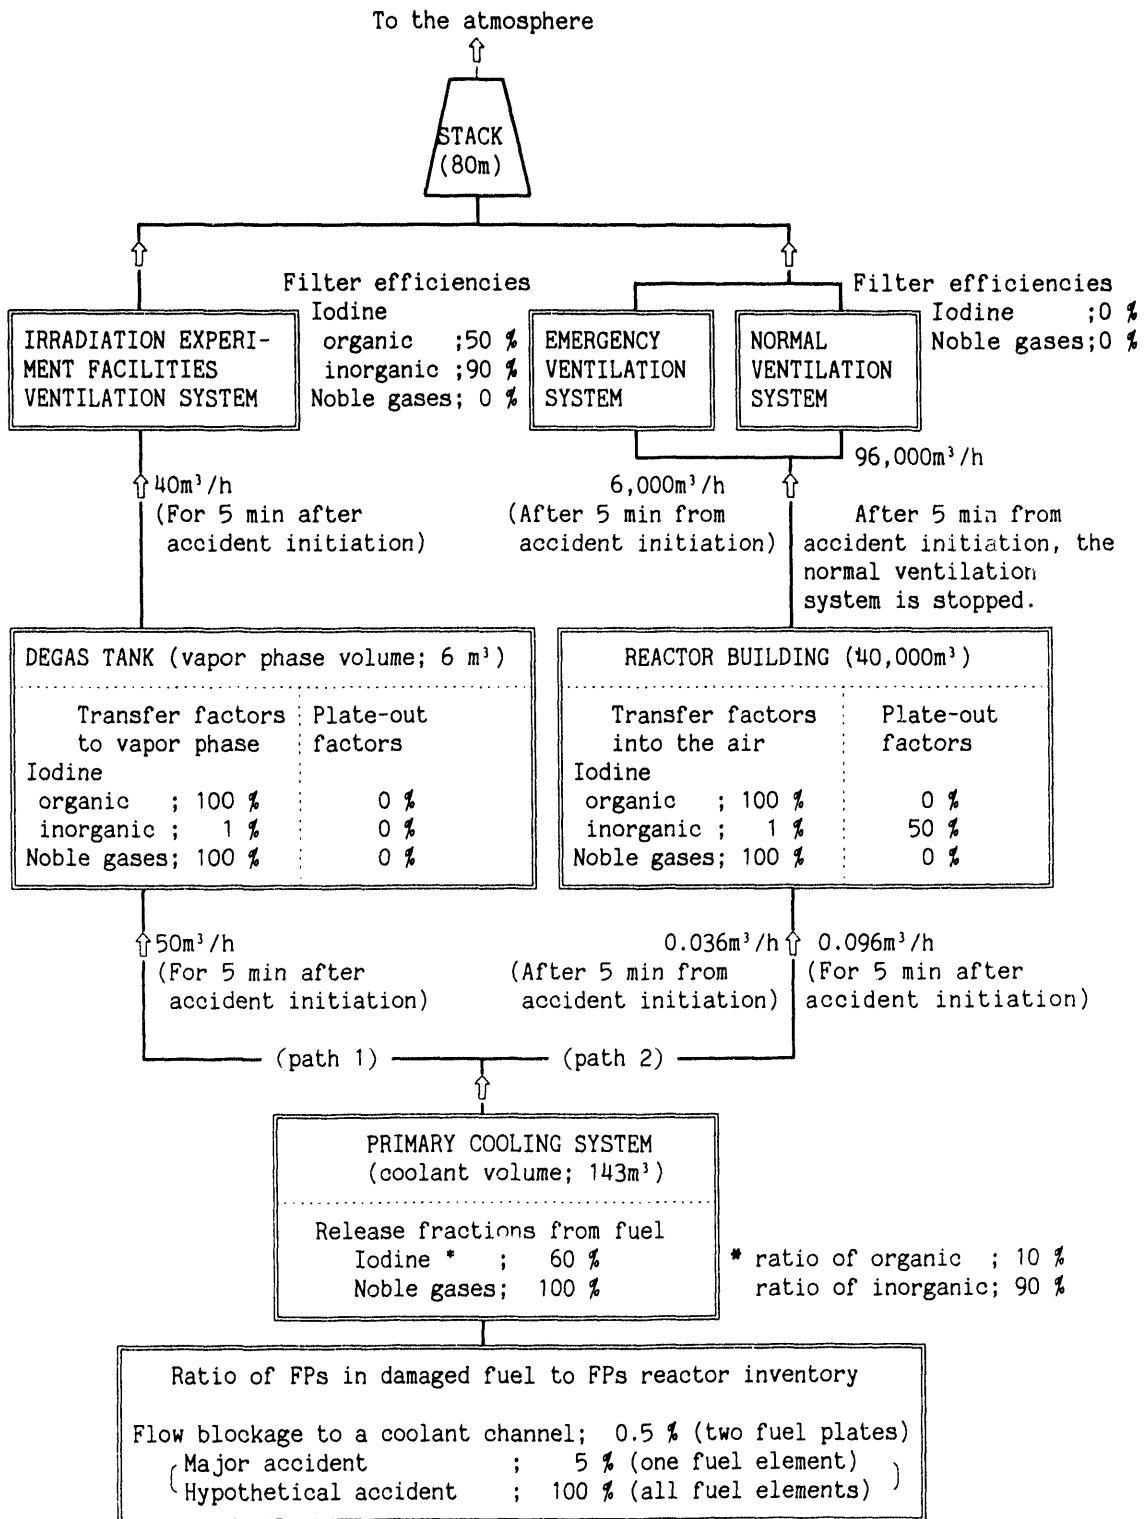 To the atmosphere
STACK
(80m)
Filter efficiencies
Iodine
organic ;50 %
inorganic ;90 %
Noble gases; 0 %
Filter efficiencies
Iodine ;0 %
Noble gases;0 %
IRRADIATION EXPERI-
MENT FACILITIES
VENTILATION SYSTEM
EMERGENCY
VENTILATION
SYSTEM
NORMAL
VENTILATION
SYSTEM
40m³/h
(For 5 min after
accident initiation)
6,000m³/h
(After 5 min from
accident initiation)
96,000m³/h
After 5 min from
accident initiation, the
normal ventilation
system is stopped.
DEGAS TANK (vapor phase volume; 6 m³)
Transfer factors
to vapor phase
Plate-out
factors
Iodine
organic ; 100 % 0 %
inorganic ; 1 % 0 %
Noble gases; 100 % 0 %
REACTOR BUILDING (40,000m³)
Transfer factors
into the air
Plate-out
factors
Iodine
organic ; 100 % 0 %
inorganic ; 1 % 50 %
Noble gases; 100 % 0 %
50m³/h
(For 5 min after
accident initiation)
0.036m³/h
(After 5 min from
accident initiation)
0.096m³/h
(For 5 min after
accident initiation)
(path 1)
(path 2)
PRIMARY COOLING SYSTEM
(coolant volume; 143m³)
Release fractions from fuel
Iodine * ; 60 %
Noble gases; 100 %
* ratio of organic ; 10 %
ratio of inorganic; 90 %
Ratio of FPs in damaged fuel to FPs reactor inventory
Flow blockage to a coolant channel; 0.5 % (two fuel plates)
(Major accident ; 5 % (one fuel element)
Hypothetical accident ; 100 % (all fuel elements))